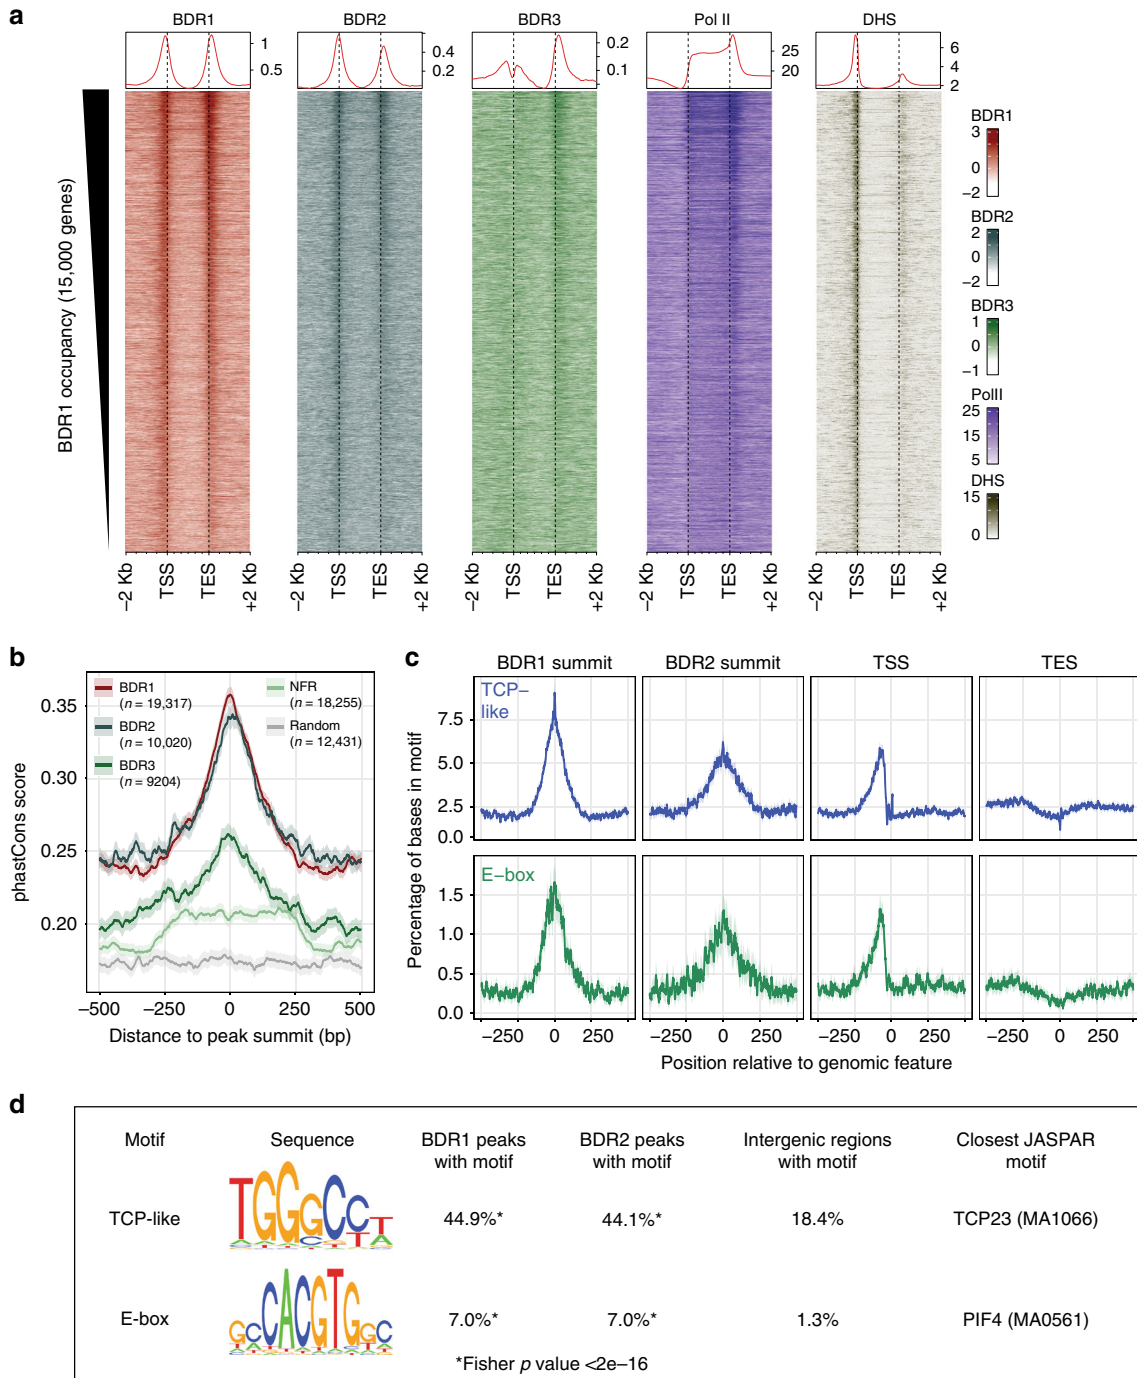 a
BDR1 BDR2 BDR3 Pol II DHS
1
0.5
0.4
0.2
0.2
0.1
25
20
6
4
2
BDR1 occupancy (15,000 genes)
BDR1
3
0
−2
BDR2
2
0
−2
BDR3
1
0
−1
PolII
25
15
5
DHS
15
0
−2 Kb TSS TES +2 Kb
−2 Kb TSS TES +2 Kb
−2 Kb TSS TES +2 Kb
−2 Kb TSS TES +2 Kb
−2 Kb TSS TES +2 Kb
b
phastCons score
0.35
0.30
0.25
0.20
BDR1
(n = 19,317)
BDR2
(n = 10,020)
BDR3
(n = 9204)
NFR
(n = 18,255)
Random
(n = 12,431)
−500 −250 0 250 500
Distance to peak summit (bp)
c
BDR1 summit BDR2 summit TSS TES
Percentage of bases in motif
TCP−
like
7.5
5.0
2.5
0.0
E−box
1.5
1.0
0.5
0.0
−250 0 250 −250 0 250 −250 0 250 −250 0 250
Position relative to genomic feature
d
Motif Sequence BDR1 peaks BDR2 peaks Intergenic regions Closest JASPAR
with motif with motif with motif motif
TCP-like TGGGCCT 44.9%* 44.1%* 18.4% TCP23 (MA1066)
E-box GCCACGTGGC 7.0%* 7.0%* 1.3% PIF4 (MA0561)
*Fisher p value <2e−16